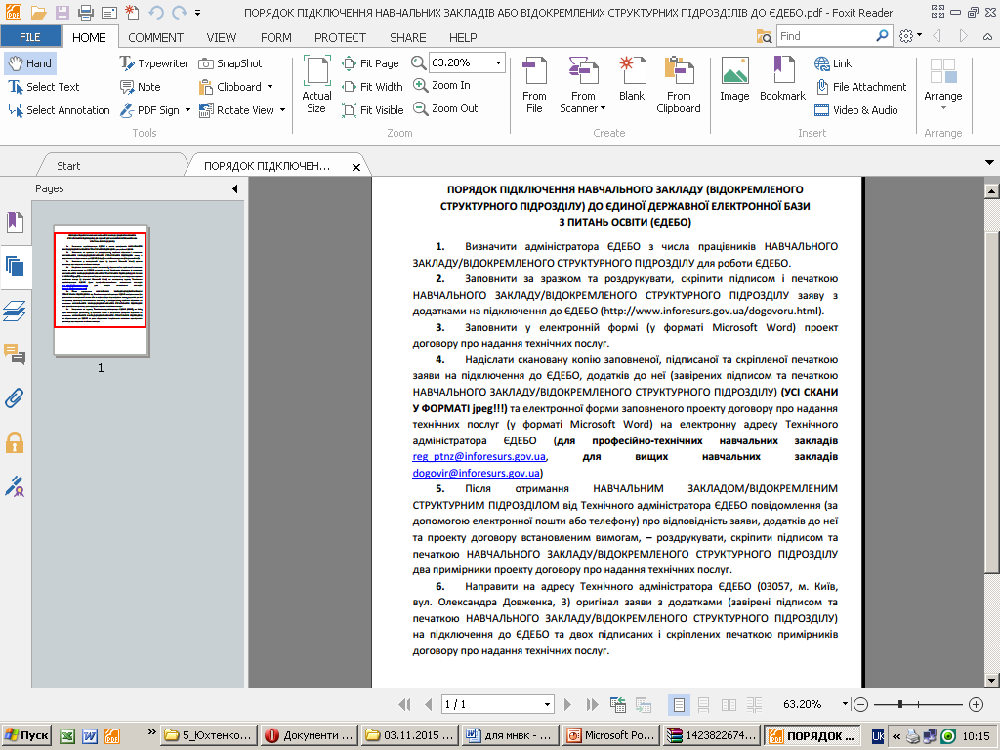 ПОРЯДОК ПІДКЛЮЧЕННЯ НАВЧАЛЬНИХ ЗАКЛАДІВ АБО ВІДОКРЕМЛЕНИХ СТРУКТУРНИХ ПІДРОЗДІЛІВ ДО ЄДЕБО.pdf - Foxit Reader
FILE HOME COMMENT VIEW FORM PROTECT SHARE HELP Find
Hand Typewriter SnapShot Fit Page 63.20% Link
Select Text Note Clipboard Fit Width Zoom In File Attachment
Select Annotation PDF Sign Rotate View Fit Visible Zoom Out Video & Audio
Actual Size
From File
From Scanner
Blank
From Clipboard
Image
Bookmark
Arrange
Tools Zoom Create Insert Arrange
Start ПОРЯДОК ПІДКЛЮЧЕН... x
Pages
1
ПОРЯДОК ПІДКЛЮЧЕННЯ НАВЧАЛЬНОГО ЗАКЛАДУ (ВІДОКРЕМЛЕНОГО
СТРУКТУРНОГО ПІДРОЗДІЛУ) ДО ЄДИНОЇ ДЕРЖАВНОЇ ЕЛЕКТРОННОЇ БАЗИ
З ПИТАНЬ ОСВІТИ (ЄДЕБО)
1. Визначити адміністратора ЄДЕБО з числа працівників НАВЧАЛЬНОГО
ЗАКЛАДУ/ВІДОКРЕМЛЕНОГО СТРУКТУРНОГО ПІДРОЗДІЛУ для роботи ЄДЕБО.
2. Заповнити за зразком та роздрукувати, скріпити підписом і печаткою
НАВЧАЛЬНОГО ЗАКЛАДУ/ВІДОКРЕМЛЕНОГО СТРУКТУРНОГО ПІДРОЗДІЛУ заяву з
додатками на підключення до ЄДЕБО (http://www.inforesurs.gov.ua/dogovoru.html).
3. Заповнити у електронній формі (у форматі Microsoft Word) проект
договору про надання технічних послуг.
4. Надіслати скановану копію заповненої, підписаної та скріпленої печаткою
заяви на підключення до ЄДЕБО, додатків до неї (завірених підписом та печаткою
НАВЧАЛЬНОГО ЗАКЛАДУ/ВІДОКРЕМЛЕНОГО СТРУКТУРНОГО ПІДРОЗДІЛУ) (УСІ СКАНИ
У ФОРМАТІ jpeg!!!) та електронної форми заповненого проекту договору про надання
технічних послуг (у форматі Microsoft Word) на електронну адресу Технічного
адміністратора ЄДЕБО (для професійно-технічних навчальних закладів
reg_ptnz@inforesurs.gov.ua, для вищих навчальних закладів
dogovir@inforesurs.gov.ua)
5. Після отримання НАВЧАЛЬНИМ ЗАКЛАДОМ/ВІДОКРЕМЛЕНИМ
СТРУКТУРНИМ ПІДРОЗДІЛОМ від Технічного адміністратора ЄДЕБО повідомлення (за
допомогою електронної пошти або телефону) про відповідність заяви, додатків до неї
та проекту договору встановленим вимогам, – роздрукувати, скріпити підписом та
печаткою НАВЧАЛЬНОГО ЗАКЛАДУ/ВІДОКРЕМЛЕНОГО СТРУКТУРНОГО ПІДРОЗДІЛУ
два примірники проекту договору про надання технічних послуг.
6. Направити на адресу Технічного адміністратора ЄДЕБО (03057, м. Київ,
вул. Олександра Довженка, 3) оригінал заяви з додатками (завірені підписом та
печаткою НАВЧАЛЬНОГО ЗАКЛАДУ/ВІДОКРЕМЛЕНОГО СТРУКТУРНОГО ПІДРОЗДІЛУ)
на підключення до ЄДЕБО та двох підписаних і скріплених печаткою примірників
договору про надання технічних послуг.
1 / 1 63.20%
Пуск » 5_Юхтенко... Документи ... 03.11.2015 ... для мнвк - ... Microsoft Po... 1423822674... ПОРЯДОК ... UK « 10:15